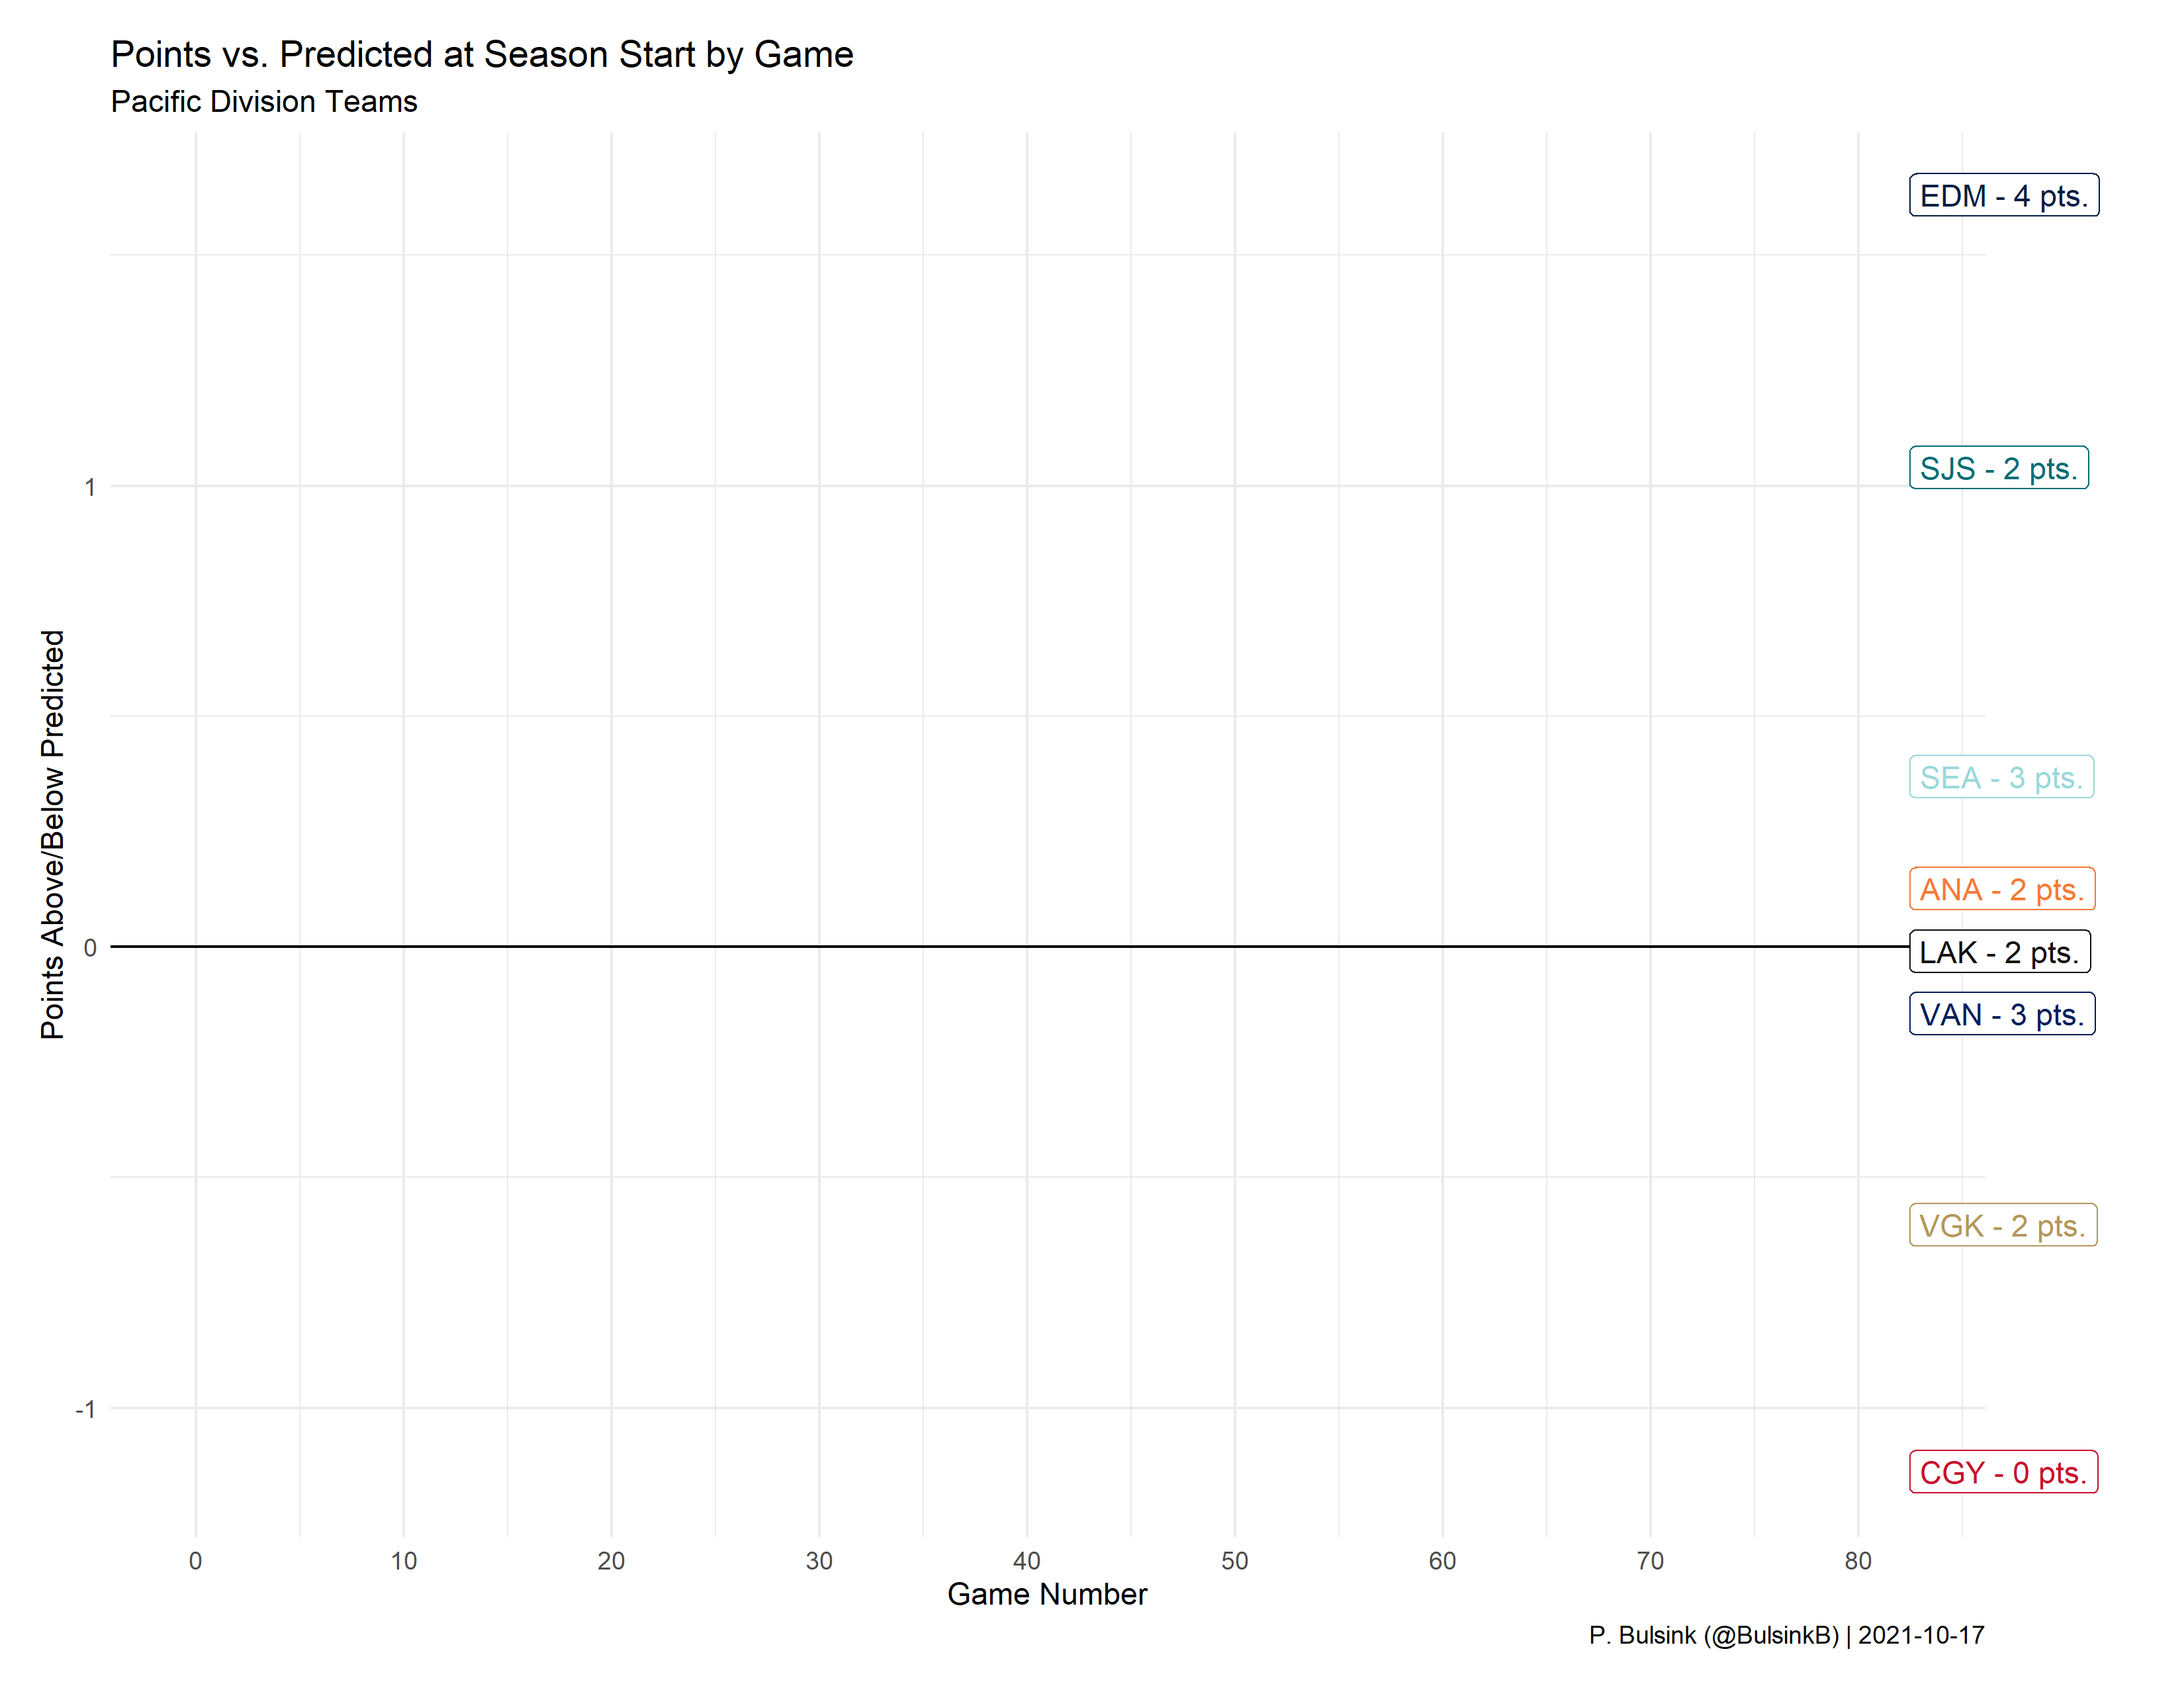 Points vs. Predicted at Season Start by Game
Pacific Division Teams
Points Above/Below Predicted
1
0
-1
EDM - 4 pts.
SJS - 2 pts.
SEA - 3 pts.
ANA - 2 pts.
LAK - 2 pts.
VAN - 3 pts.
VGK - 2 pts.
CGY - 0 pts.
0 10 20 30 40 50 60 70 80
Game Number
P. Bulsink (@BulsinkB) | 2021-10-17